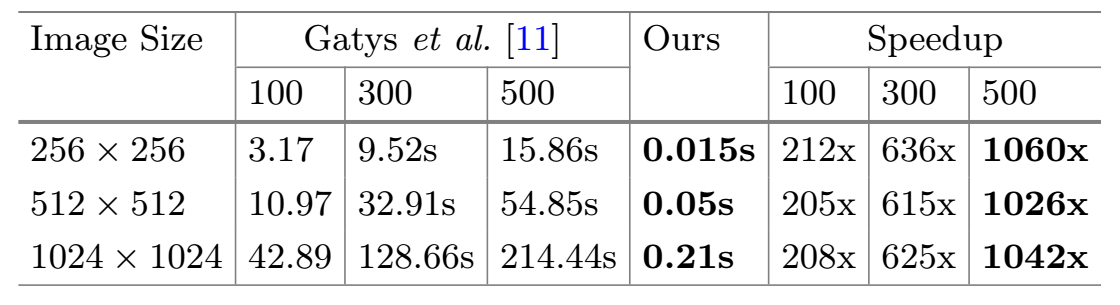 Image Size Gatys et al. [11] Ours Speedup
100 300 500 100 300 500
256 × 256 3.17 9.52s 15.86s 0.015s 212x 636x 1060x
512 × 512 10.97 32.91s 54.85s 0.05s 205x 615x 1026x
1024 × 1024 42.89 128.66s 214.44s 0.21s 208x 625x 1042x